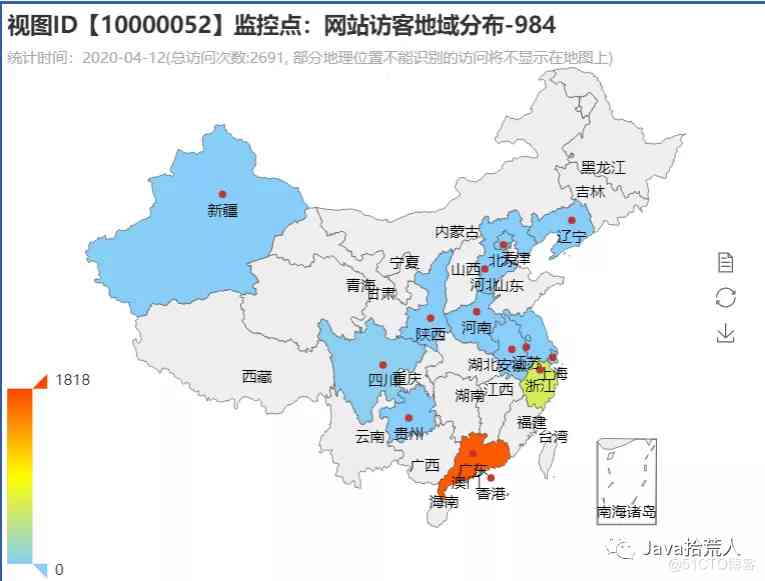 视图ID【10000052】监控点：网站访客地域分布-984
统计时间：2020-04-12(总访问次数:2691, 部分地理位置不能识别的访问将不显示在地图上)
黑龙江
吉林
新疆
辽宁
内蒙古
北京
天津
宁夏
山西
河北
山东
青海
甘肃
陕西
河南
湖北
安徽
江苏
上海
西藏
四川
重庆
浙江
湖南
江西
贵州
福建
云南
台湾
广西
广东
澳门
香港
海南
南海诸岛
1818
0
Java拾荒人
@51CTO博客